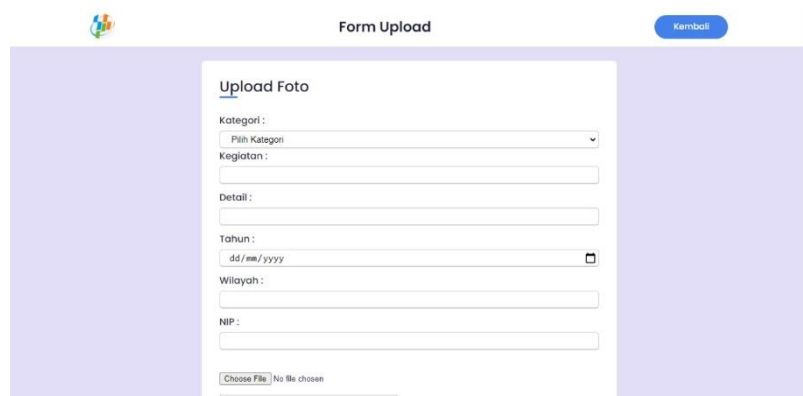 Form Upload
Kembali
Upload Foto
Kategori :
Pilih Kategori
Kegiatan :
Detail :
Tahun :
dd/mm/yyyy
Wilayah :
NIP :
Choose File No file chosen